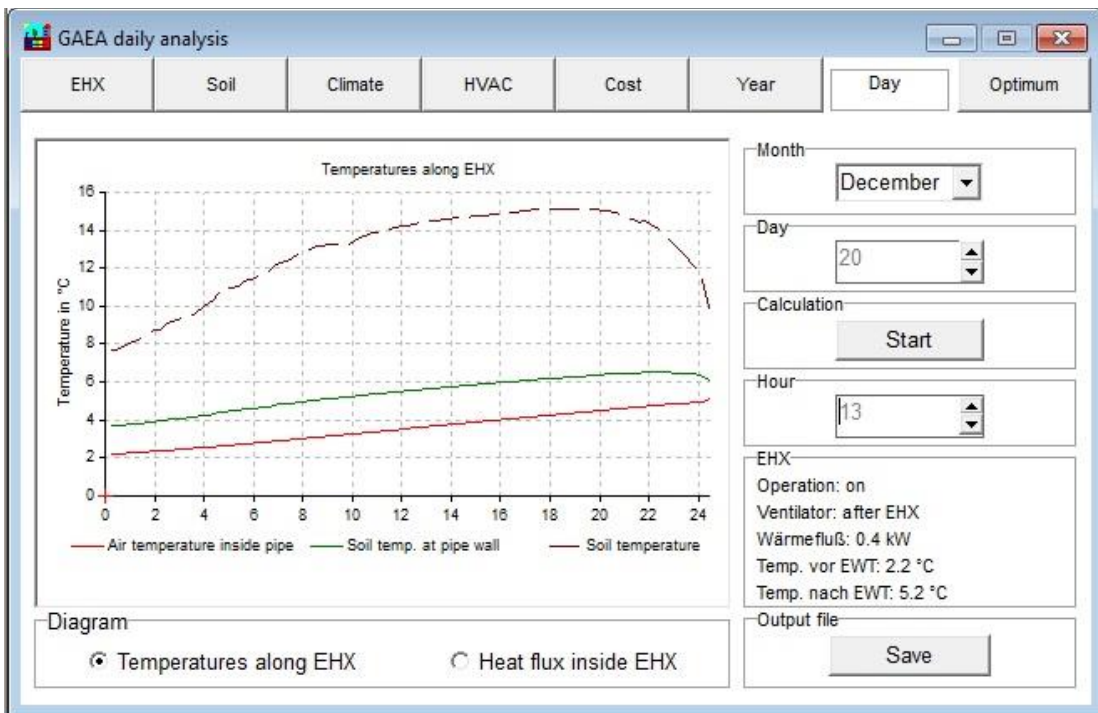 GAEA daily analysis
EHX Soil Climate HVAC Cost Year Day Optimum
Temperatures along EHX
Temperature in °C
16
14
12
10
8
6
4
2
0
0 2 4 6 8 10 12 14 16 18 20 22 24
Air temperature inside pipe Soil temp. at pipe wall Soil temperature
Diagram
Temperatures along EHX Heat flux inside EHX
Month
December
Day
20
Calculation
Start
Hour
13
EHX
Operation: on
Ventilator: after EHX
Wärmefluß: 0.4 kW
Temp. vor EWT: 2.2 °C
Temp. nach EWT: 5.2 °C
Output file
Save